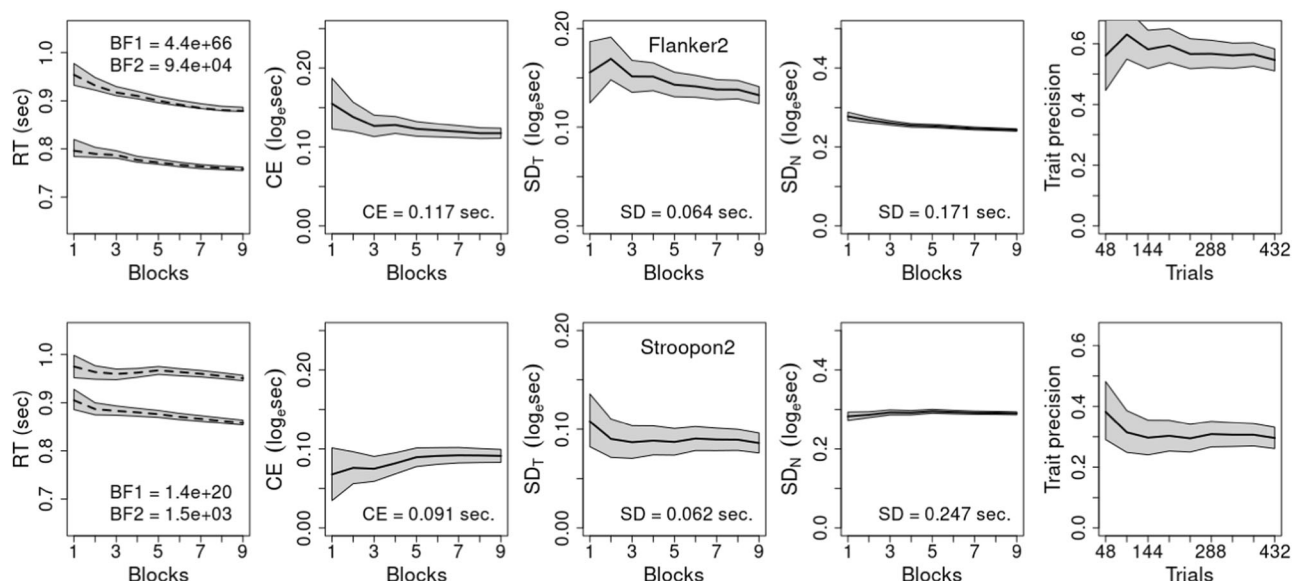 BF1 = 4.4e+66
BF2 = 9.4e+04
RT (sec)
0.7 0.8 0.9 1.0
1 3 5 7 9
Blocks
CE (logₑsec)
0.00 0.10 0.20
CE = 0.117 sec.
1 3 5 7 9
Blocks
Flanker2
SD_T (logₑsec)
0.00 0.10 0.20
SD = 0.064 sec.
1 3 5 7 9
Blocks
SD_N (logₑsec)
0.0 0.2 0.4
SD = 0.171 sec.
1 3 5 7 9
Blocks
Trait precision
0.0 0.2 0.4 0.6
48 144 288 432
Trials
RT (sec)
0.7 0.8 0.9 1.0
BF1 = 1.4e+20
BF2 = 1.5e+03
1 3 5 7 9
Blocks
CE (logₑsec)
0.00 0.10 0.20
CE = 0.091 sec.
1 3 5 7 9
Blocks
Stroopon2
SD_T (logₑsec)
0.00 0.10 0.20
SD = 0.062 sec.
1 3 5 7 9
Blocks
SD_N (logₑsec)
0.0 0.2 0.4
SD = 0.247 sec.
1 3 5 7 9
Blocks
Trait precision
0.0 0.2 0.4 0.6
48 144 288 432
Trials